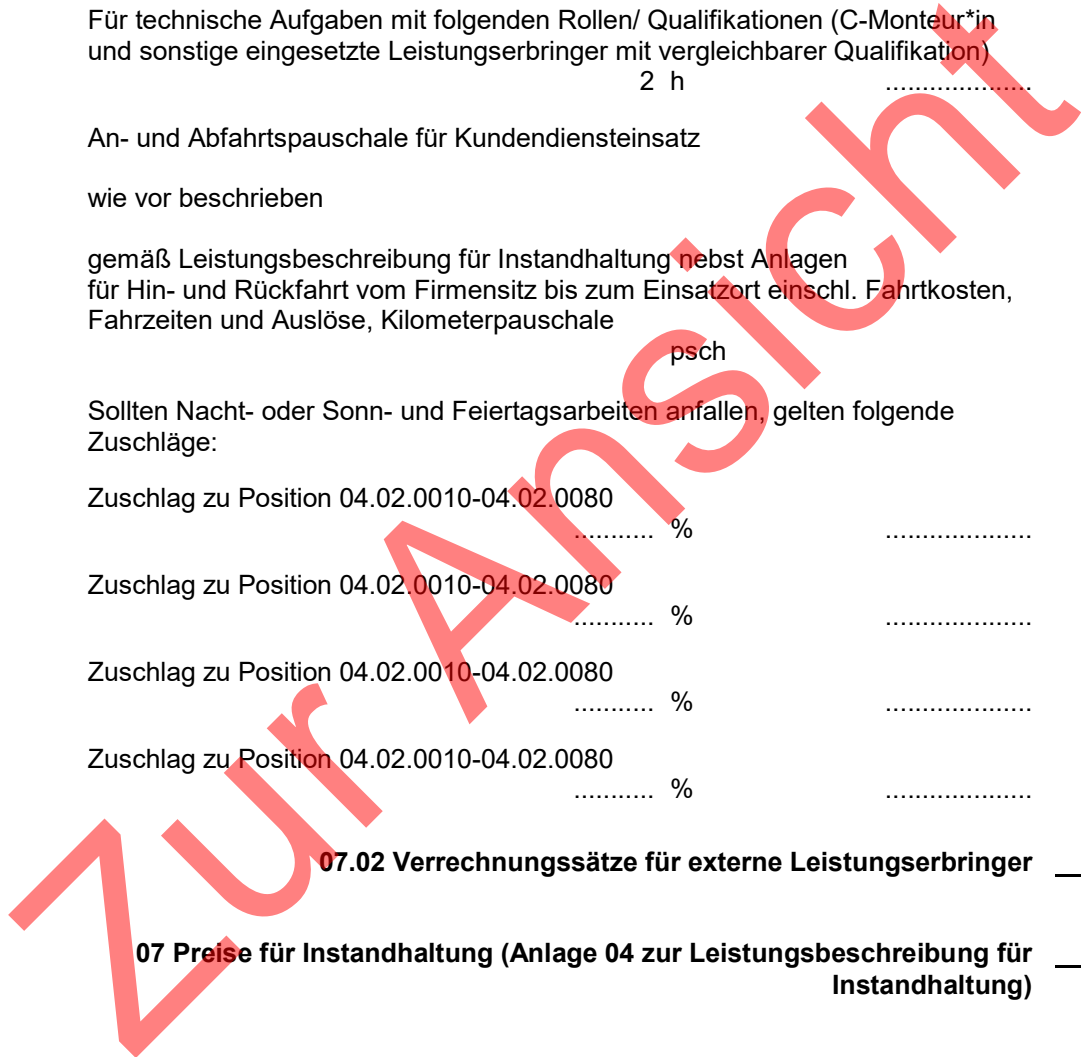 Für technische Aufgaben mit folgenden Rollen/ Qualifikationen (C-Monteur*in
und sonstige eingesetzte Leistungserbringer mit vergleichbarer Qualifikation)
2 h ....................
An- und Abfahrtspauschale für Kundendiensteinsatz
wie vor beschrieben
gemäß Leistungsbeschreibung für Instandhaltung nebst Anlagen
für Hin- und Rückfahrt vom Firmensitz bis zum Einsatzort einschl. Fahrtkosten,
Fahrzeiten und Auslöse, Kilometerpauschale
psch
Sollten Nacht- oder Sonn- und Feiertagsarbeiten anfallen, gelten folgende
Zuschläge:
Zuschlag zu Position 04.02.0010-04.02.0080
........... % ....................
Zuschlag zu Position 04.02.0010-04.02.0080
........... % ....................
Zuschlag zu Position 04.02.0010-04.02.0080
........... % ....................
Zuschlag zu Position 04.02.0010-04.02.0080
........... % ....................
07.02 Verrechnungssätze für externe Leistungserbringer
07 Preise für Instandhaltung (Anlage 04 zur Leistungsbeschreibung für
Instandhaltung)
Zur Ansicht